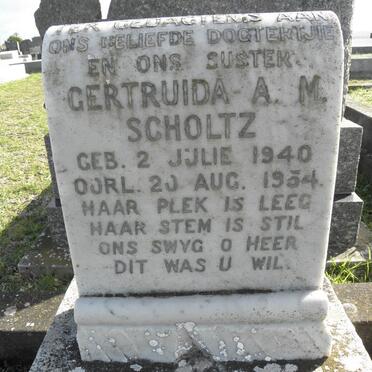 TER GEDAGTENIS AAN
ONS GELIEFDE DOGTERTJIE
EN ONS SUSTER
GERTRUIDA A. M.
SCHOLTZ
GEB. 2 JULIE 1940
OORL. 20 AUG. 1954.
HAAR PLEK IS LEEG
HAAR STEM IS STIL
ONS SWYG O HEER
DIT WAS U WIL.